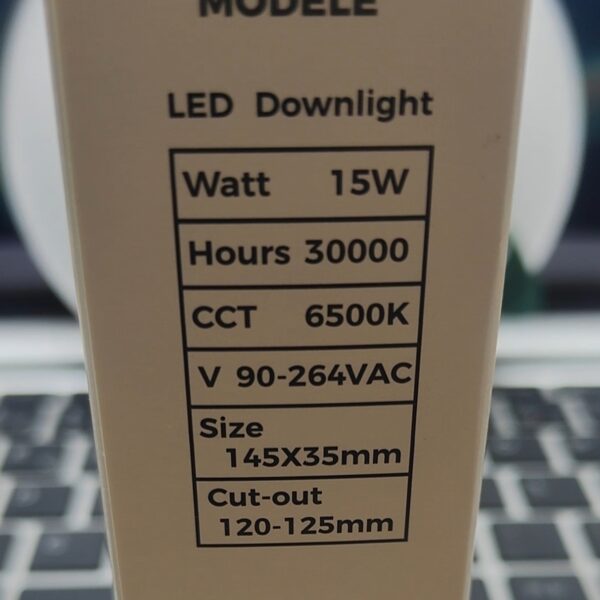 MODELE
LED Downlight
Watt 15W
Hours 30000
CCT 6500K
V 90-264VAC
Size
145X35mm
Cut-out
120-125mm